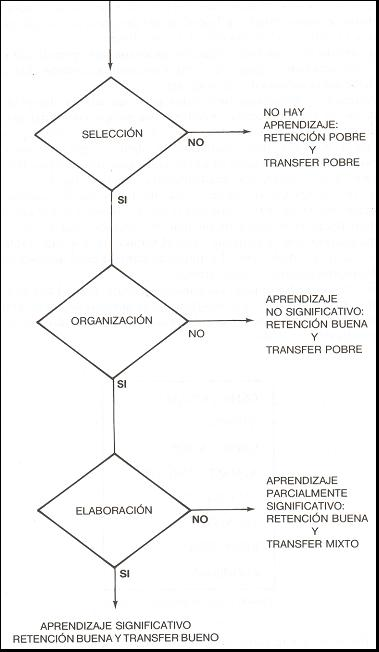 SELECCIÓN
NO
NO HAY
APRENDIZAJE:
RETENCIÓN POBRE
Y
TRANSFER POBRE
SI
ORGANIZACIÓN
NO
APRENDIZAJE
NO SIGNIFICATIVO:
RETENCIÓN BUENA
Y
TRANSFER POBRE
SI
ELABORACIÓN
NO
APRENDIZAJE
PARCIALMENTE
SIGNIFICATIVO:
RETENCIÓN BUENA
Y
TRANSFER MIXTO
SI
APRENDIZAJE SIGNIFICATIVO
RETENCIÓN BUENA Y TRANSFER BUENO